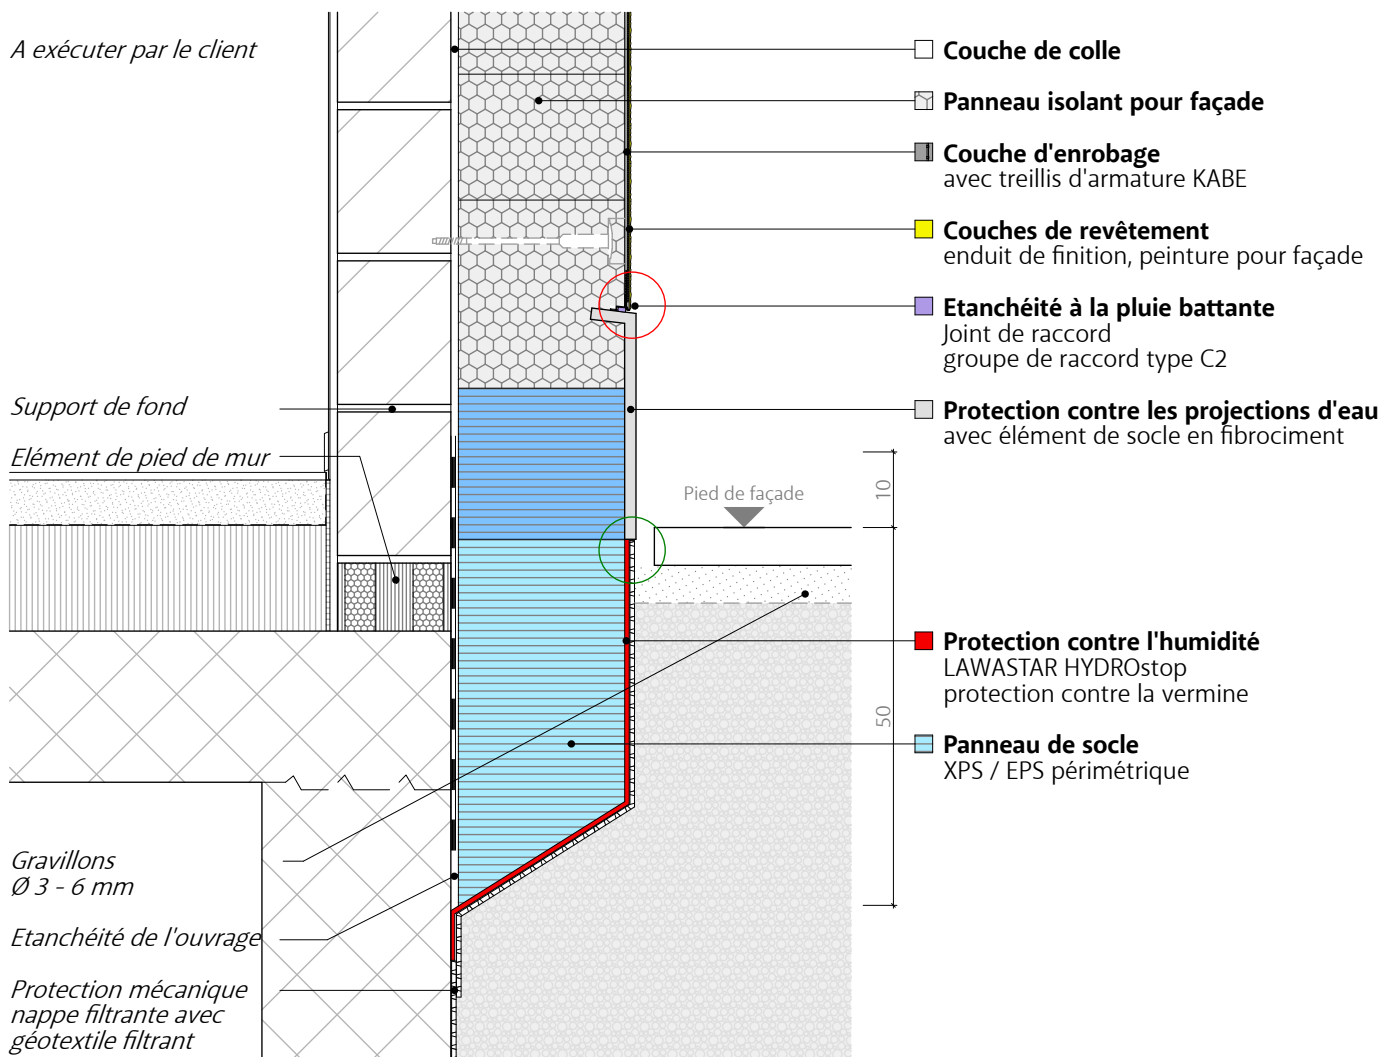 A exécuter par le client
Couche de colle
Panneau isolant pour façade
Couche d'enrobage
avec treillis d'armature KABE
Couches de revêtement
enduit de finition, peinture pour façade
Etanchéité à la pluie battante
Joint de raccord
groupe de raccord type C2
Support de fond
Protection contre les projections d'eau
avec élément de socle en fibrociment
Elément de pied de mur
Pied de façade
10
Protection contre l'humidité
LAWASTAR HYDROstop
protection contre la vermine
50
Panneau de socle
XPS / EPS périmétrique
Gravillons
Ø 3 - 6 mm
Etanchéité de l'ouvrage
Protection mécanique
nappe filtrante avec
géotextile filtrant